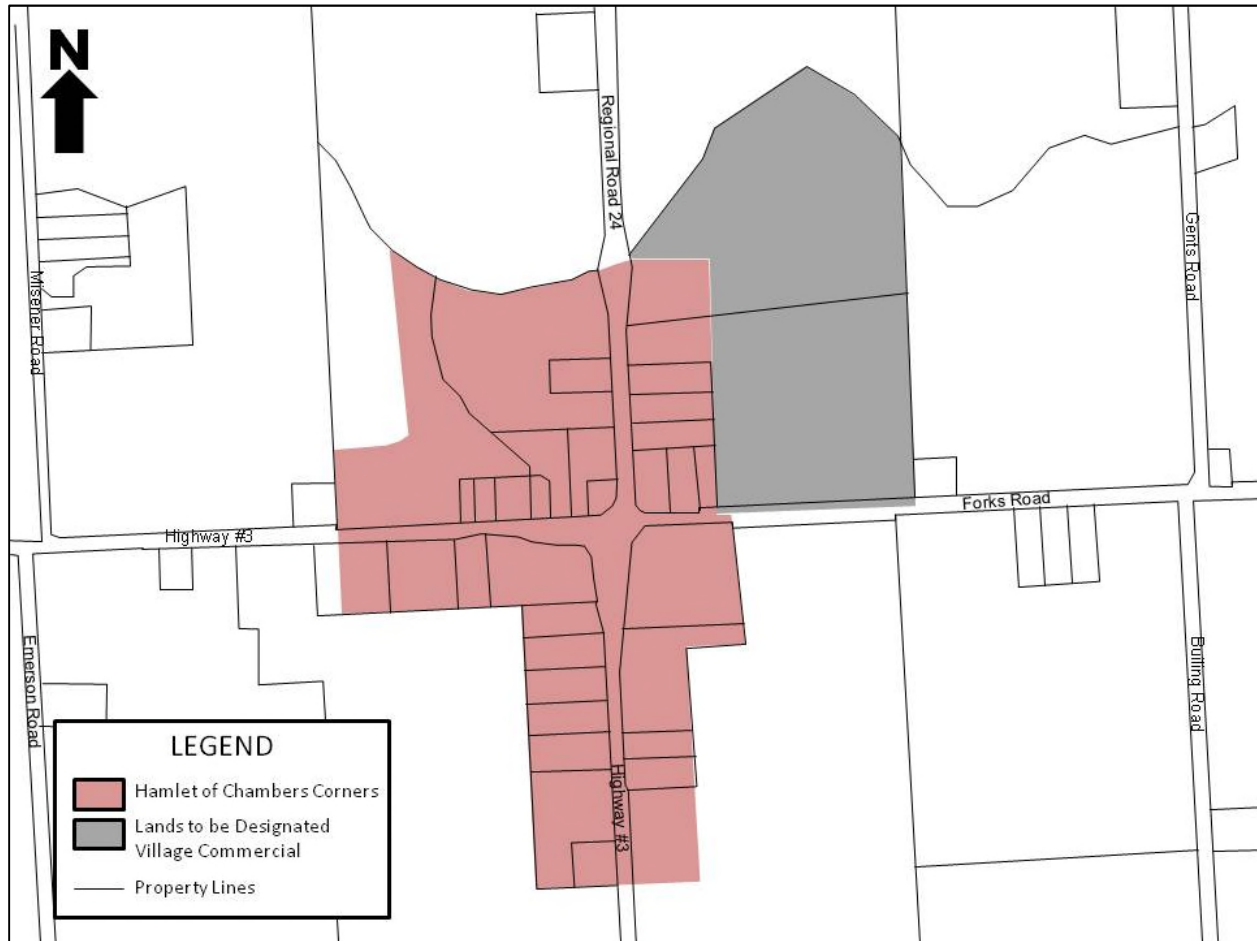 N
Regional Road 24
Gents Road
Misener Road
Forks Road
Highway #3
Emerson Road
Builing Road
Highway #3
LEGEND
Hamlet of Chambers Corners
Lands to be Designated
Village Commercial
Property Lines